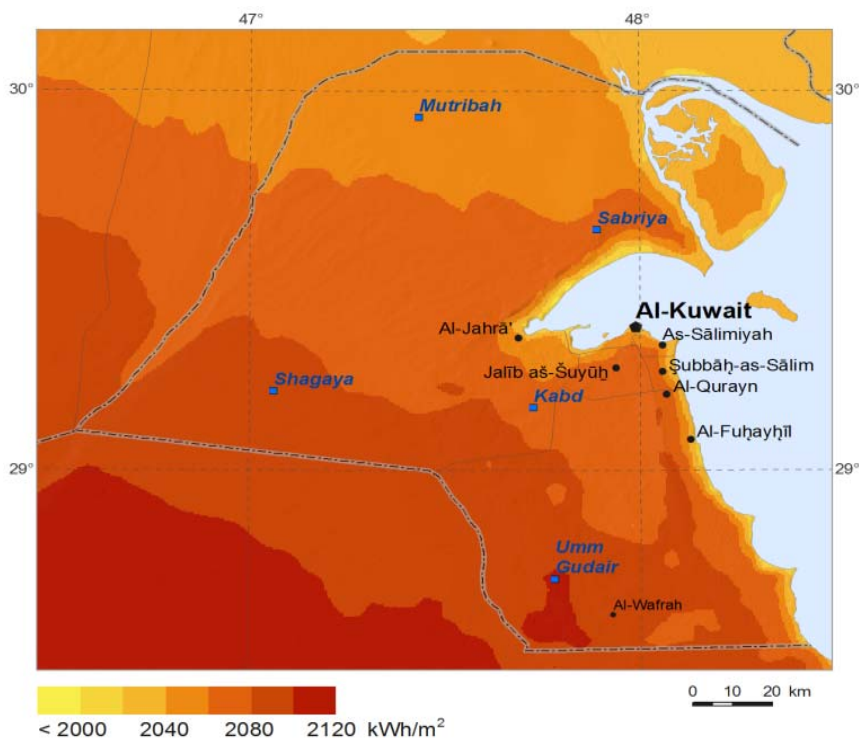 47°
48°
30°
30°
Mutribah
Sabriya
Al-Kuwait
Al-Jahrā'
As-Sālimiyah
Jalīb aš-Šuyūḫ
Ṣubbāḥ-as-Sālim
Shagaya
Al-Qurayn
Kabd
Al-Fuḥayḥīl
29°
29°
Umm
Gudair
Al-Wafrah
< 2000 2040 2080 2120 kWh/m²
0 10 20 km